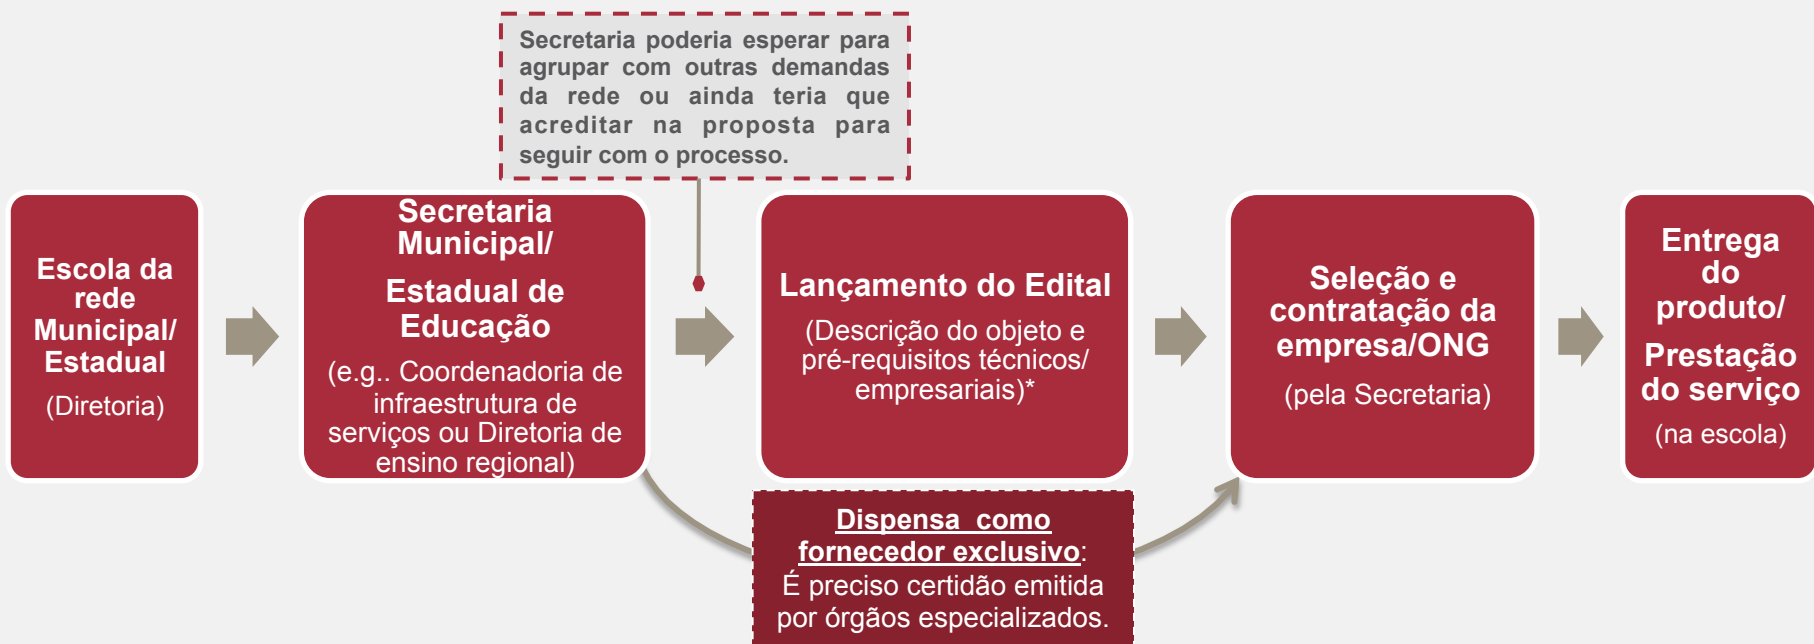 Secretaria poderia esperar para
agrupar com outras demandas
da rede ou ainda teria que
acreditar na proposta para
seguir com o processo.
Escola da
rede
Municipal/
Estadual
(Diretoria)
Secretaria
Municipal/
Estadual de
Educação
(e.g.. Coordenadoria de
infraestrutura de
serviços ou Diretoria de
ensino regional)
Lançamento do Edital
(Descrição do objeto e
pré-requisitos técnicos/
empresariais)*
Seleção e
contratação da
empresa/ONG
(pela Secretaria)
Entrega
do
produto/
Prestação
do serviço
(na escola)
Dispensa como
fornecedor exclusivo:
É preciso certidão emitida
por órgãos especializados.